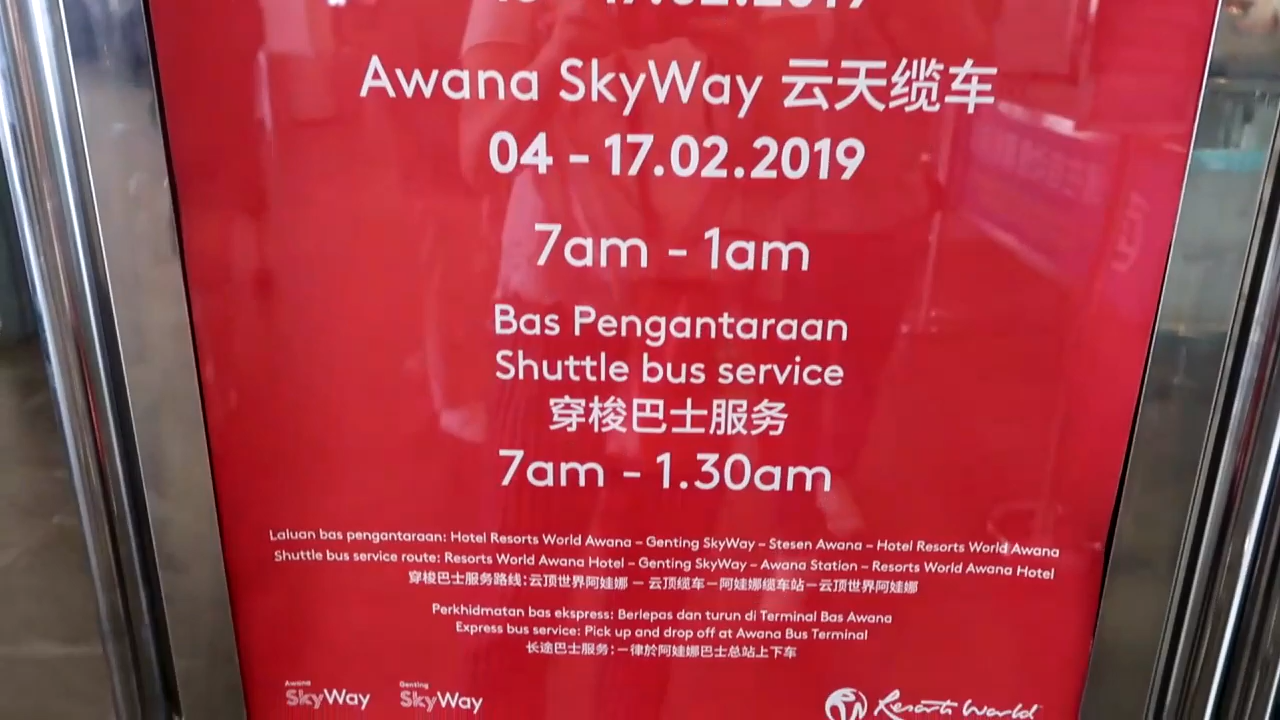 17.02.2019
Awana SkyWay 云天缆车
04 - 17.02.2019
7am - 1am
Bas Pengantaraan
Shuttle bus service
穿梭巴士服务
7am - 1.30am
Laluan bas pengantaraan: Hotel Resorts World Awana – Genting SkyWay – Stesen Awana – Hotel Resorts World Awana
Shuttle bus service route: Resorts World Awana Hotel – Genting SkyWay – Awana Station – Resorts World Awana Hotel
穿梭巴士服务路线：云顶世界阿娃娜 — 云顶缆车 — 阿娃娜缆车站 — 云顶世界阿娃娜
Perkhidmatan bas ekspress: Berlepas dan turun di Terminal Bas Awana
Express bus service: Pick up and drop off at Awana Bus Terminal
长途巴士服务：一律於阿娃娜巴士总站上下车
Awana SkyWay Genting SkyWay Resorts World